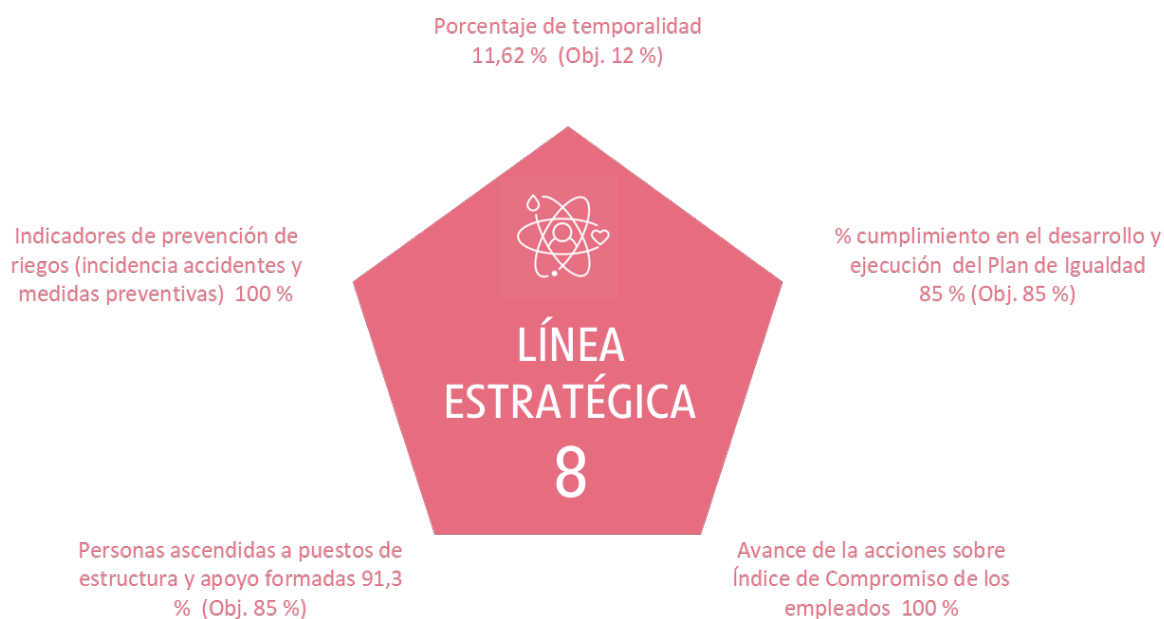 Porcentaje de temporalidad
11,62 % (Obj. 12 %)
Indicadores de prevención de
riegos (incidencia accidentes y
medidas preventivas) 100 %
% cumplimiento en el desarrollo y
ejecución del Plan de Igualdad
85 % (Obj. 85 %)
LÍNEA
ESTRATÉGICA
8
Personas ascendidas a puestos de
estructura y apoyo formadas 91,3
% (Obj. 85 %)
Avance de la acciones sobre
Índice de Compromiso de los
empleados 100 %